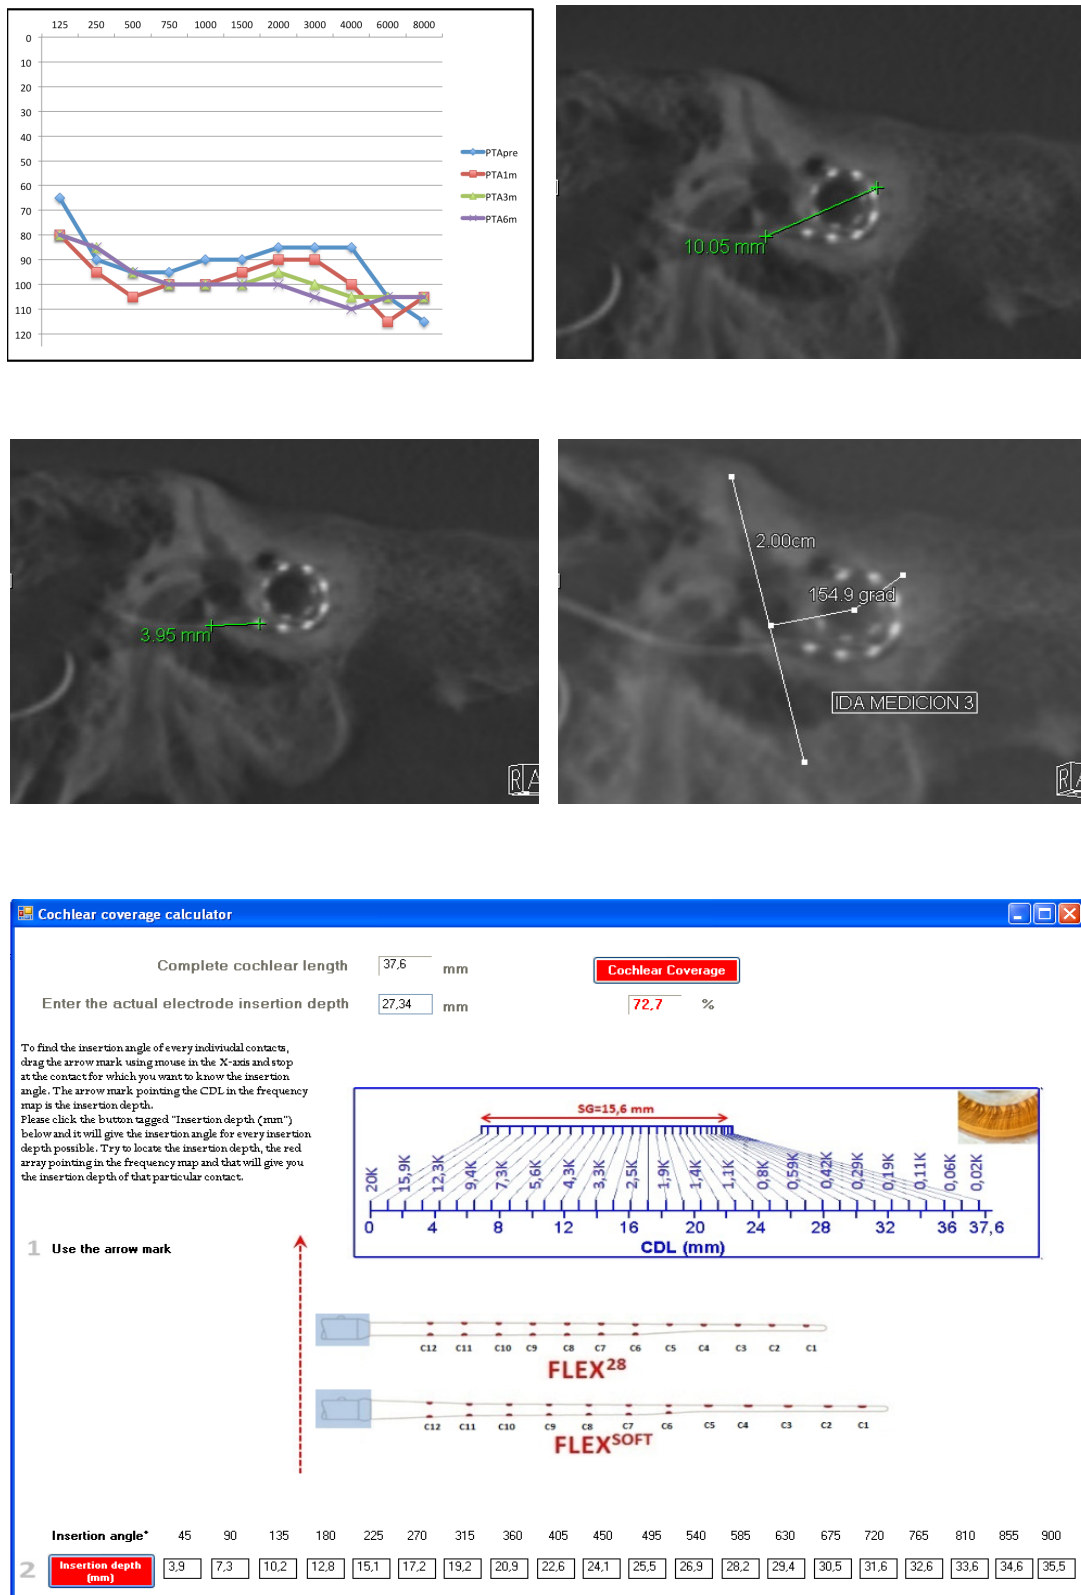 125 250 500 750 1000 1500 2000 3000 4000 6000 8000
0
10
20
30
40
50
60
70
80
90
100
110
120
PTApre
PTA1m
PTA3m
PTA6m
10.05 mm
3.95 mm
R A
2.00cm
154.9 grad
IDA MEDICION 3
R
Cochlear coverage calculator
Complete cochlear length 37,6 mm
Cochlear Coverage
Enter the actual electrode insertion depth 27,34 mm
72,7 %
To find the insertion angle of every indiviudal contacts,
drag the arrow mark using mouse in the X-axis and stop
at the contact for which you want to know the insertion
angle. The arrow mark pointing the CDL in the frequency
map is the insertion depth.
Please click the button tagged "Insertion depth (mm")
below and it will give the insertion angle for every insertion
depth possible. Try to locate the insertion depth, the red
array pointing in the frequency map and that will give you
the insertion depth of that particular contact.
SG=15,6 mm
20K 15,9K 12,3K 9,4K 7,3K 5,6K 4,3K 3,3K 2,5K 1,9K 1,4K 1,1K 0,8K 0,59K 0,42K 0,29K 0,19K 0,11K 0,06K 0,02K
0 4 8 12 16 20 24 28 32 36 37,6
CDL (mm)
1 Use the arrow mark
C12 C11 C10 C9 C8 C7 C6 C5 C4 C3 C2 C1
FLEX28
C12 C11 C10 C9 C8 C7 C6 C5 C4 C3 C2 C1
FLEXSOFT
Insertion angle* 45 90 135 180 225 270 315 360 405 450 495 540 585 630 675 720 765 810 855 900
2 Insertion depth
(mm)
3,9 7,3 10,2 12,8 15,1 17,2 19,2 20,9 22,6 24,1 25,5 26,9 28,2 29,4 30,5 31,6 32,6 33,6 34,6 35,5